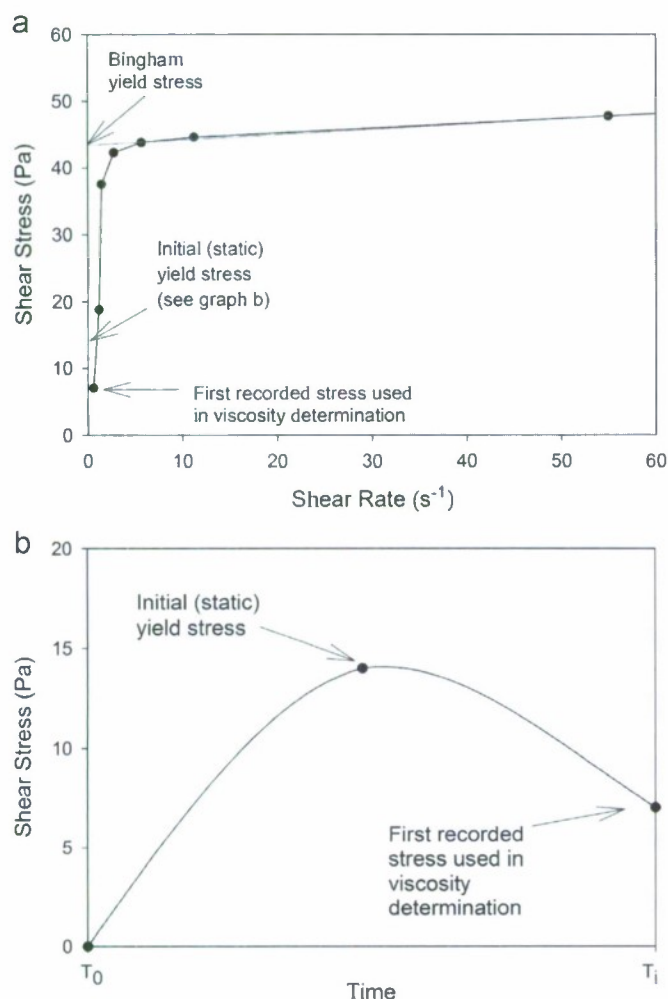 a
60
50
40
30
20
10
0
Shear Stress (Pa)
Bingham
yield stress
Initial (static)
yield stress
(see graph b)
First recorded stress used
in viscosity determination
0 10 20 30 40 50 60
Shear Rate (s⁻¹)
b
20
15
10
5
0
Shear Stress (Pa)
Initial (static)
yield stress
First recorded
stress used in
viscosity
determination
T₀ Tᵢ
Time